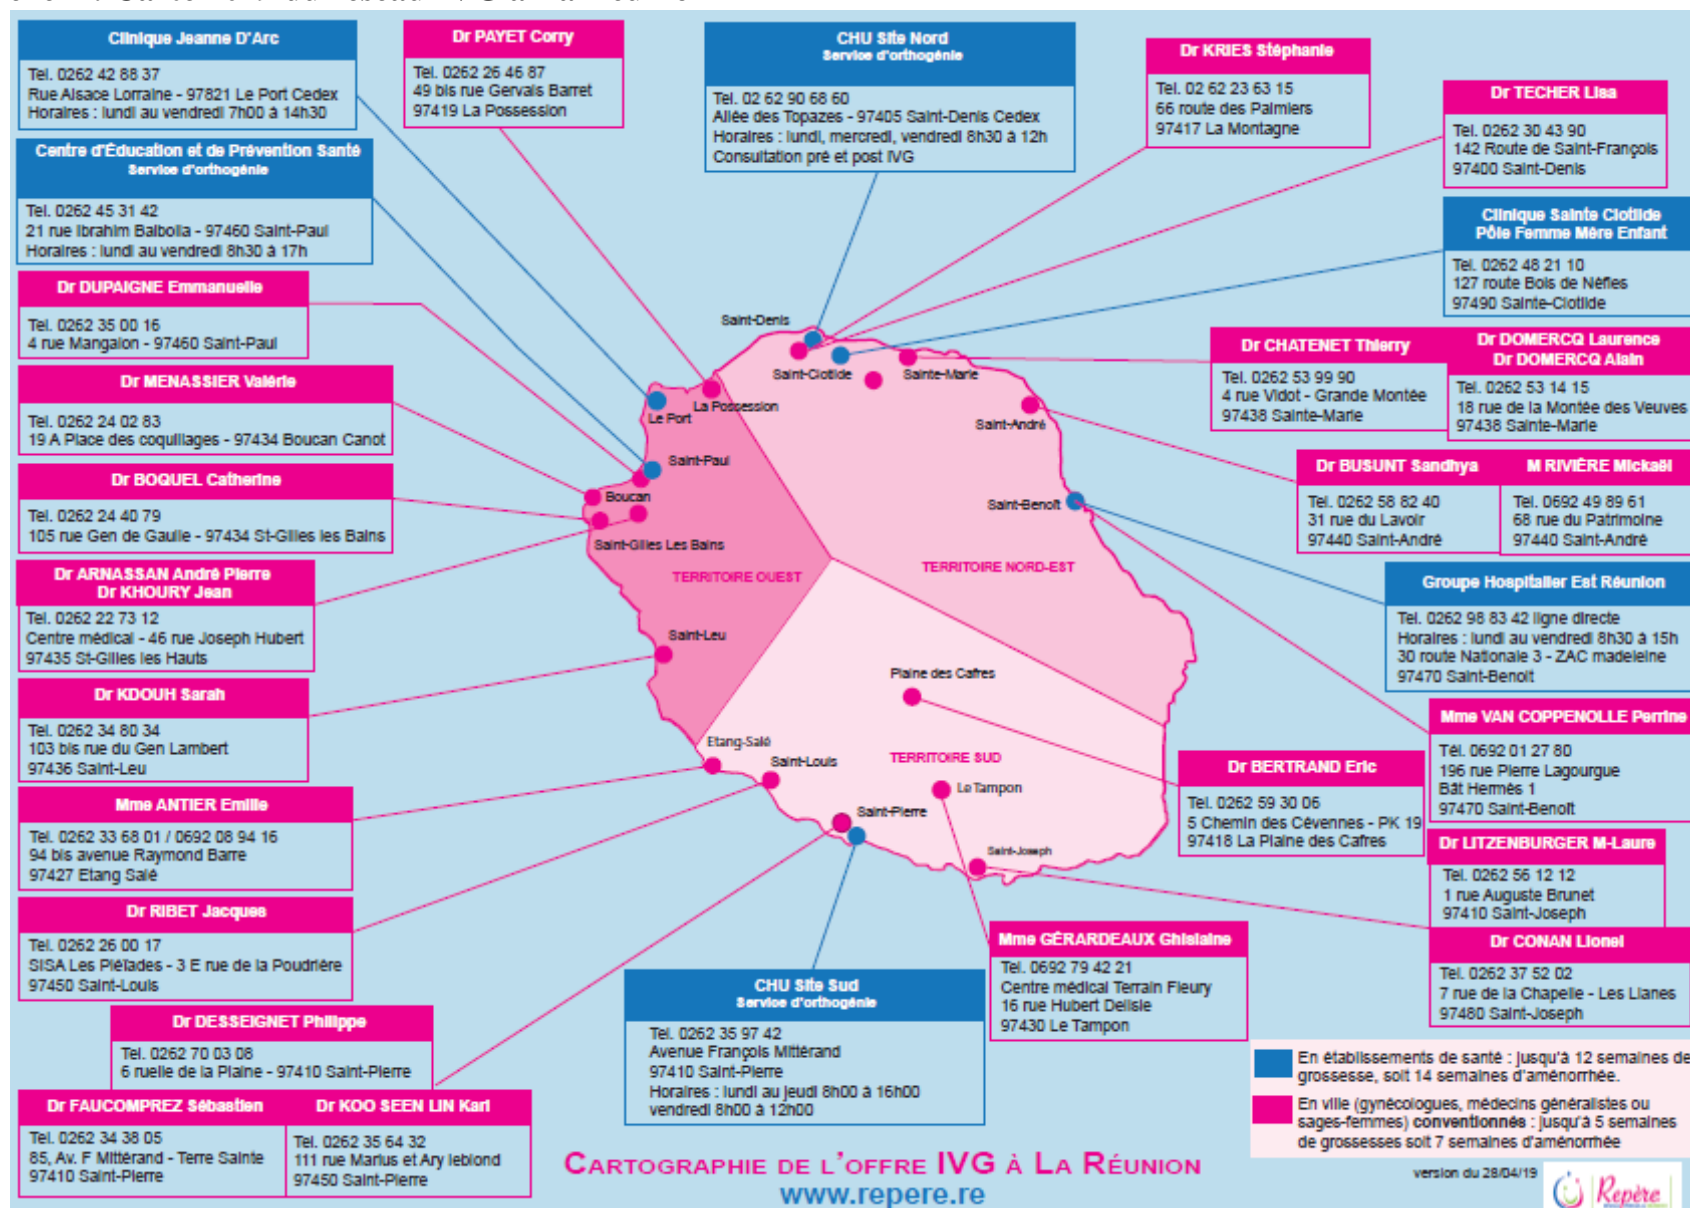 Clinique Jeanne D'Arc
Tel. 0262 42 88 37
Rue Alsace Lorraine - 97821 Le Port Cedex
Horaires : lundi au vendredi 7h00 à 14h30
Dr PAYET Corry
Tel. 0262 26 46 87
49 bis rue Gervais Barret
97419 La Possession
CHU Site Nord
Service d'orthogénie
Tel. 02 62 90 68 60
Allée des Topazes - 97405 Saint-Denis Cedex
Horaires : lundi, mercredi, vendredi 8h30 à 12h
Consultation pré et post IVG
Dr KRIES Stéphanie
Tel. 02 62 23 63 15
66 route des Palmiers
97417 La Montagne
Dr TECHER Lisa
Tel. 0262 30 43 90
142 Route de Saint-François
97400 Saint-Denis
Centre d'Éducation et de Prévention Santé
Service d'orthogénie
Tel. 0262 45 31 42
21 rue Ibrahim Balbolla - 97460 Saint-Paul
Horaires : lundi au vendredi 8h30 à 17h
Clinique Sainte Clotilde
Pôle Femme Mère Enfant
Tel. 0262 48 21 10
127 route Bois de Nèfles
97490 Sainte-Clotilde
Dr DUPAIGNE Emmanuelle
Tel. 0262 35 00 16
4 rue Mangalon - 97460 Saint-Paul
Dr CHATENET Thierry
Tel. 0262 53 99 90
4 rue Vidot - Grande Montée
97438 Sainte-Marie
Dr DOMERCQ Laurence
Dr DOMERCQ Alain
Tel. 0262 53 14 15
18 rue de la Montée des Veuves
97438 Sainte-Marie
Dr MENASSIER Valérie
Tel. 0262 24 02 83
19 A Place des coquillages - 97434 Boucan Canot
Dr BOQUEL Catherine
Tel. 0262 24 40 79
105 rue Gen de Gaulle - 97434 St-Gilles les Bains
Dr BUSUNT Sandhya
Tel. 0262 58 82 40
31 rue du Lavoir
97440 Saint-André
M RIVIÈRE Mickaël
Tel. 0692 49 89 61
68 rue du Patrimoine
97440 Saint-André
Dr ARNASSAN André Pierre
Dr KHOURY Jean
Tel. 0262 22 73 12
Centre médical - 46 rue Joseph Hubert
97435 St-Gilles les Hauts
Groupe Hospitalier Est Réunion
Tel. 0262 98 83 42 ligne directe
Horaires : lundi au vendredi 8h30 à 15h
30 route Nationale 3 - ZAC madeleine
97470 Saint-Benoit
Dr KDOUH Sarah
Tel. 0262 34 80 34
103 bis rue du Gen Lambert
97436 Saint-Leu
Mme VAN COPPENOLLE Perrine
Tél. 0692 01 27 80
196 rue Pierre Lagourgue
Bât Hermès 1
97470 Saint-Benoît
Mme ANTIER Emilie
Tel. 0262 33 68 01 / 0692 08 94 16
94 bis avenue Raymond Barre
97427 Etang Salé
Dr BERTRAND Eric
Tel. 0262 59 30 06
5 Chemin des Cévennes - PK 19
97418 La Plaine des Cafres
Dr LITZENBURGER M-Laure
Tel. 0262 56 12 12
1 rue Auguste Brunet
97410 Saint-Joseph
Dr RIBET Jacques
Tel. 0262 26 00 17
SISA Les Pléïades - 3 E rue de la Poudrière
97450 Saint-Louis
Mme GÉRARDEAUX Ghislaine
Tel. 0692 79 42 21
Centre médical Terrain Fleury
16 rue Hubert Delisle
97430 Le Tampon
Dr CONAN Lionel
Tel. 0262 37 52 02
7 rue de la Chapelle - Les Lianes
97480 Saint-Joseph
CHU Site Sud
Service d'orthogénie
Tel. 0262 35 97 42
Avenue François Mittérand
97410 Saint-Pierre
Horaires : lundi au jeudi 8h00 à 16h00
vendredi 8h00 à 12h00
Dr DESSEIGNET Philippe
Tel. 0262 70 03 08
6 ruelle de la Plaine - 97410 Saint-Pierre
Dr FAUCOMPREZ Sébastien
Tel. 0262 34 38 05
85, Av. F Mittérand - Terre Sainte
97410 Saint-Pierre
Dr KOO SEEN LIN Karl
Tel. 0262 35 64 32
111 rue Marius et Ary leblond
97450 Saint-Pierre
Saint-Denis
Saint-Clotilde
Sainte-Marie
La Possession
Le Port
Saint-André
Saint-Paul
Boucan
Saint-Benoît
Saint-Gilles Les Bains
TERRITOIRE OUEST
TERRITOIRE NORD-EST
Saint-Leu
Plaine des Cafres
Etang-Salé
Saint-Louis
TERRITOIRE SUD
Le Tampon
Saint-Pierre
Saint-Joseph
En établissements de santé : jusqu'à 12 semaines de
grossesse, soit 14 semaines d'aménorrhée.
En ville (gynécologues, médecins généralistes ou
sages-femmes) conventionnés : jusqu'à 5 semaines
de grossesses soit 7 semaines d'aménorrhée
CARTOGRAPHIE DE L'OFFRE IVG À LA RÉUNION
www.repere.re
version du 28/04/19
Repère